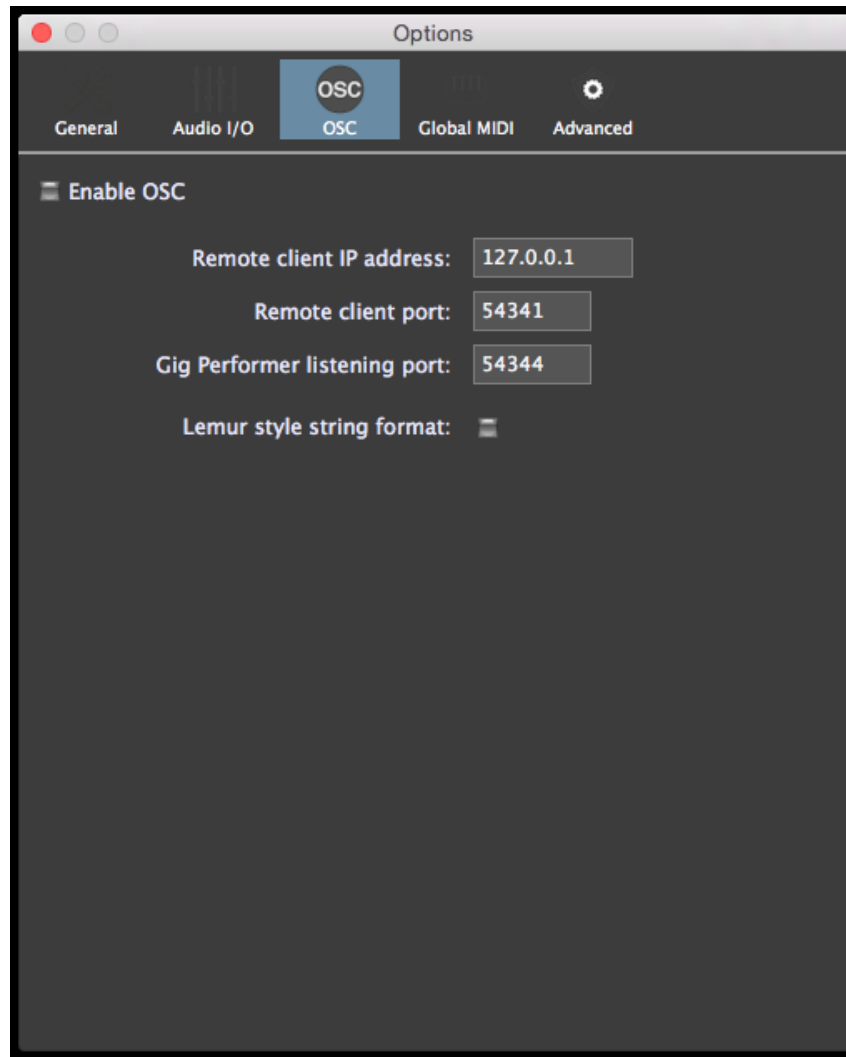 Options
OSC
General Audio I/O OSC Global MIDI Advanced
Enable OSC
Remote client IP address: 127.0.0.1
Remote client port: 54341
Gig Performer listening port: 54344
Lemur style string format: